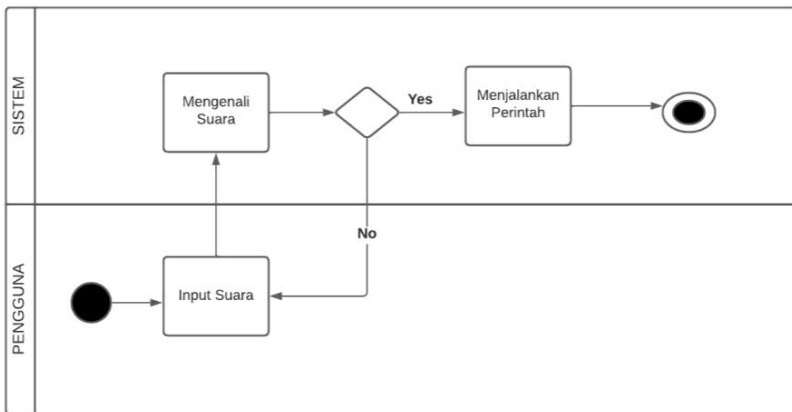 SISTEM
Mengenali
Suara
Yes
Menjalankan
Perintah
No
PENGGUNA
Input Suara